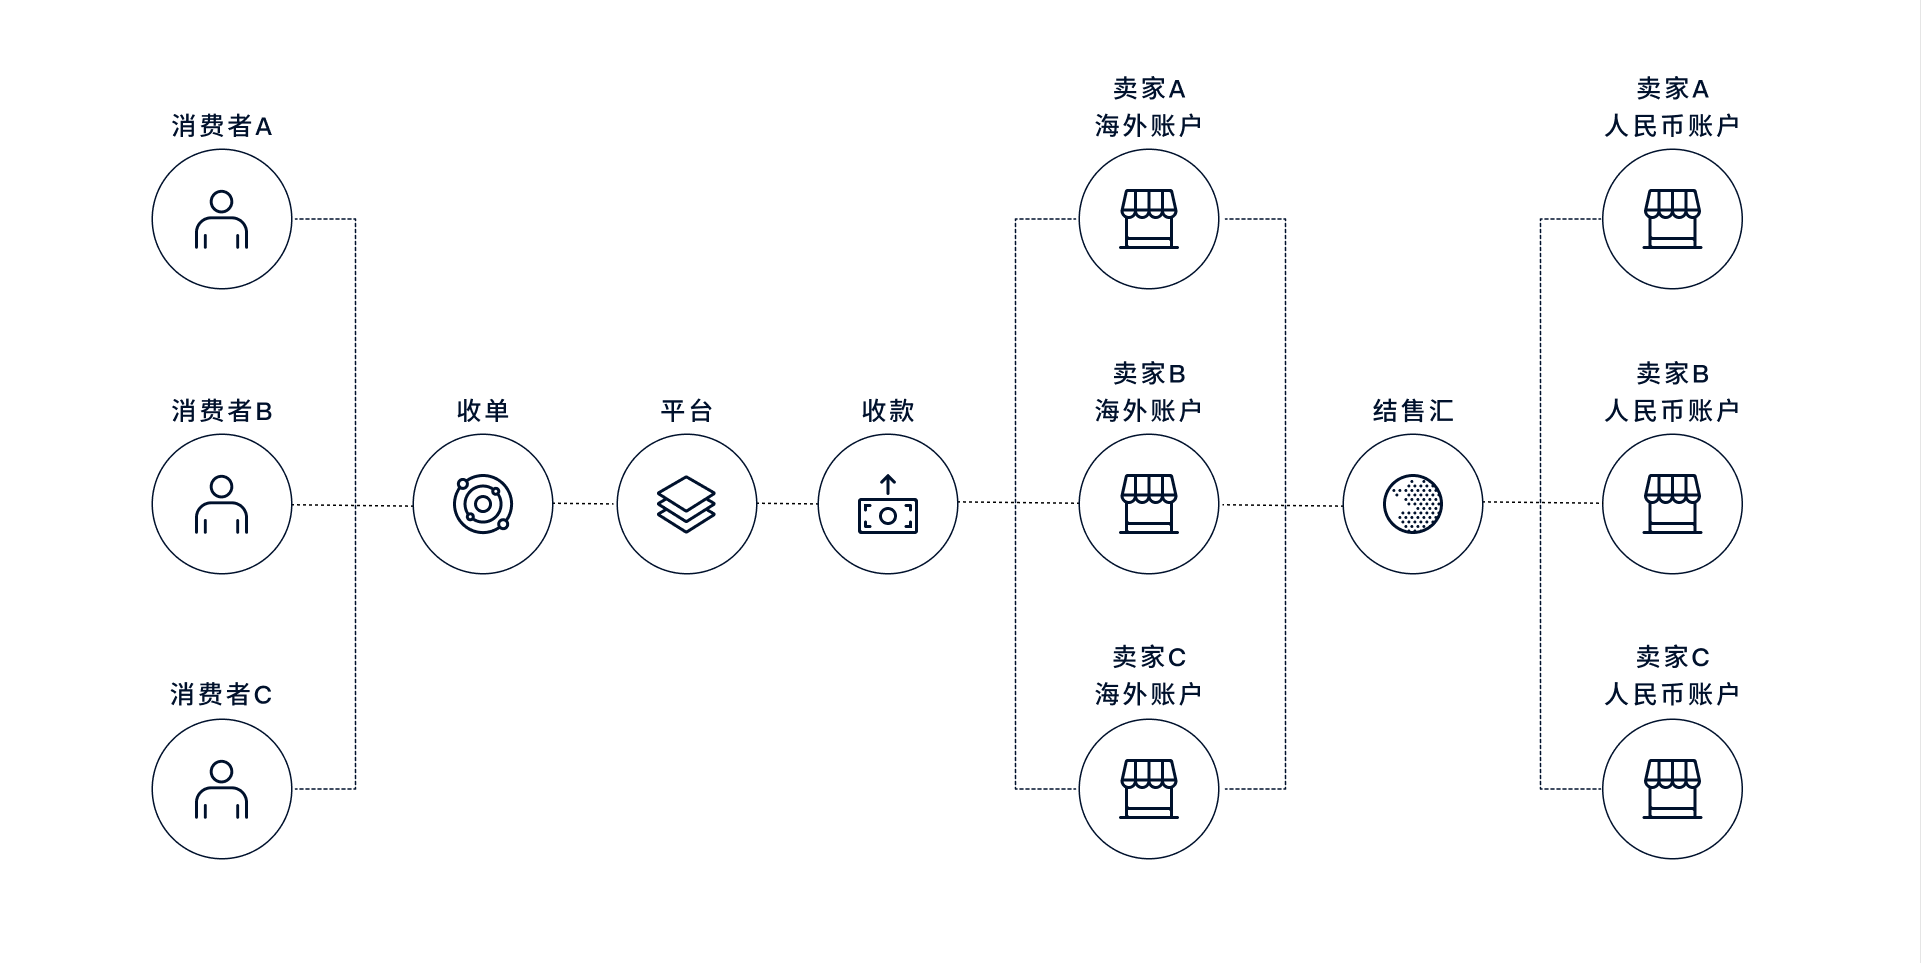 消费者A
消费者B
消费者C
收单
平台
收款
卖家A
海外账户
卖家B
海外账户
卖家C
海外账户
结售汇
卖家A
人民币账户
卖家B
人民币账户
卖家C
人民币账户